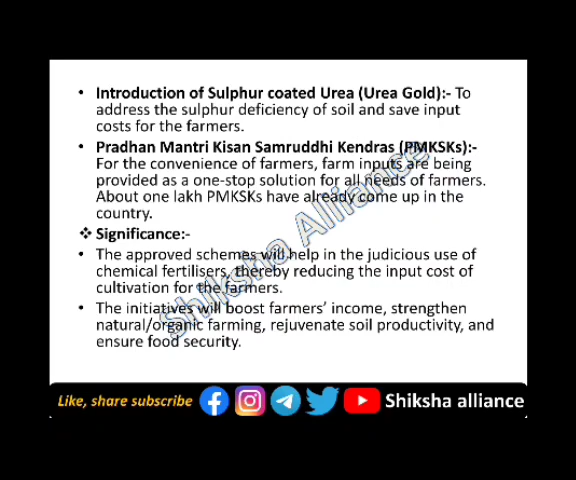 • Introduction of Sulphur coated Urea (Urea Gold):- To
address the sulphur deficiency of soil and save input
costs for the farmers.
• Pradhan Mantri Kisan Samruddhi Kendras (PMKSKs):-
For the convenience of farmers, farm inputs are being
provided as a one-stop solution for all needs of farmers.
About one lakh PMKSKs have already come up in the
country.
❖ Significance:-
• The approved schemes will help in the judicious use of
chemical fertilisers, thereby reducing the input cost of
cultivation for the farmers.
• The initiatives will boost farmers’ income, strengthen
natural/organic farming, rejuvenate soil productivity, and
ensure food security.
Shiksha Alliance
Like, share subscribe Shiksha alliance